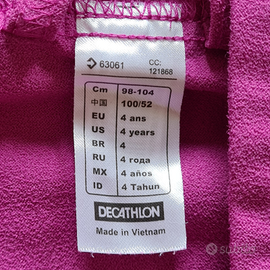 63061
CC:
121868
Cm 98-104
中国 100/52
EU 4 ans
US 4 years
BR 4
RU 4 года
MX 4 años
ID 4 Tahun
DECATHLON
Made in Vietnam
subito